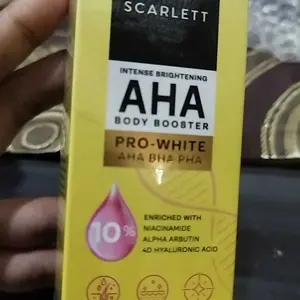 SCARLETT
INTENSE BRIGHTENING
AHA
BODY BOOSTER
PRO-WHITE
AHA BHA PHA
10%
ENRICHED WITH
NIACINAMIDE
ALPHA ARBUTIN
4D HYALURONIC ACID